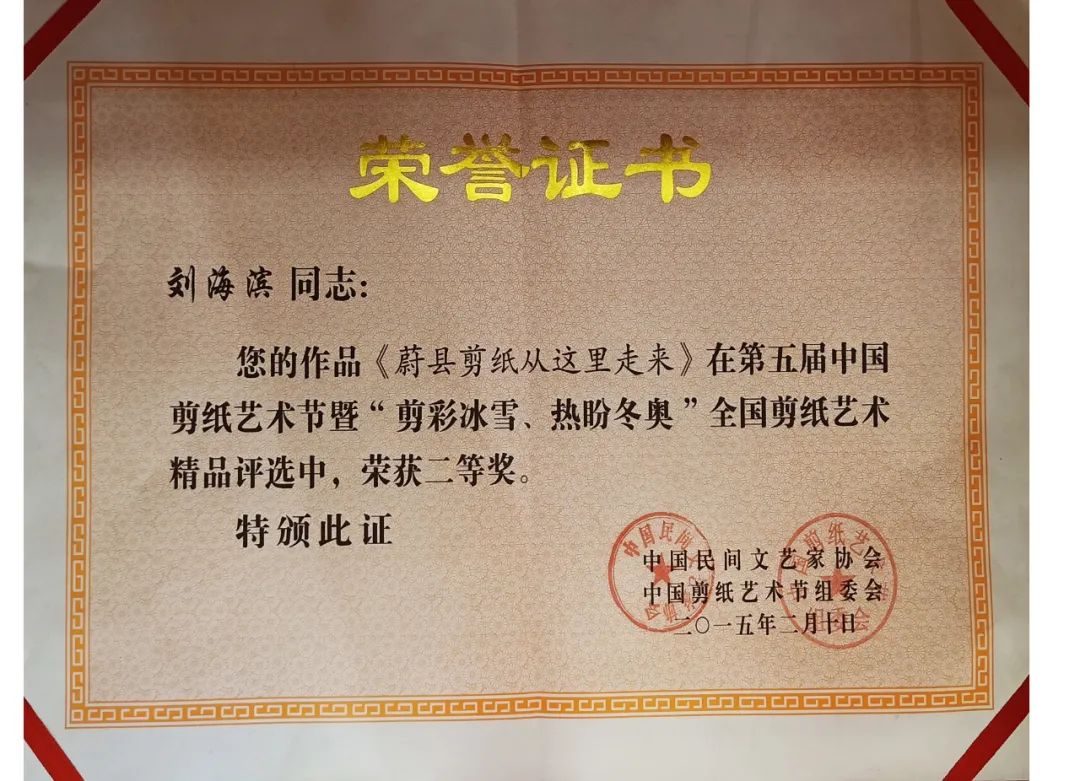 荣誉证书
刘海滨 同志：
您的作品《蔚县剪纸从这里走来》在第五届中国
剪纸艺术节暨“剪彩冰雪、热盼冬奥”全国剪纸艺术
精品评选中，荣获二等奖。
特颁此证
中国民间文艺家协会
中国剪纸艺术节组委会
二〇一五年二月十日